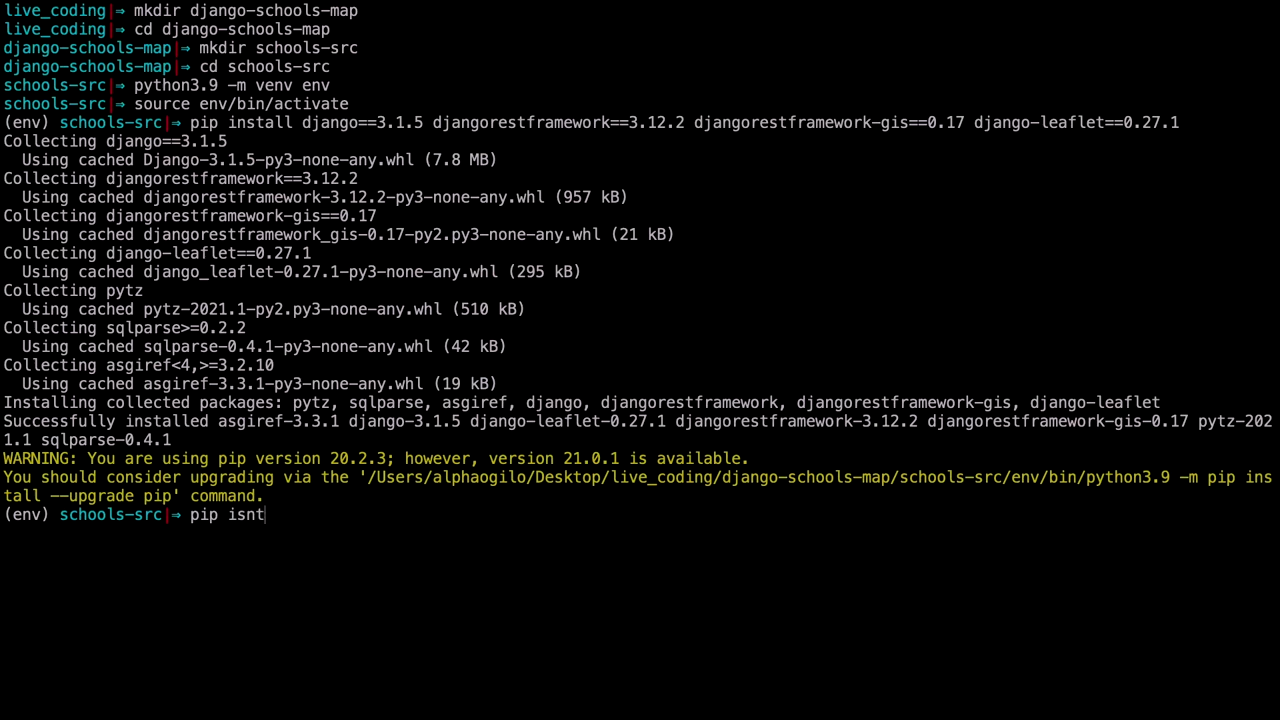 live_coding|⇒ mkdir django-schools-map
live_coding|⇒ cd django-schools-map
django-schools-map|⇒ mkdir schools-src
django-schools-map|⇒ cd schools-src
schools-src|⇒ python3.9 -m venv env
schools-src|⇒ source env/bin/activate
(env) schools-src|⇒ pip install django==3.1.5 djangorestframework==3.12.2 djangorestframework-gis==0.17 django-leaflet==0.27.1
Collecting django==3.1.5
  Using cached Django-3.1.5-py3-none-any.whl (7.8 MB)
Collecting djangorestframework==3.12.2
  Using cached djangorestframework-3.12.2-py3-none-any.whl (957 kB)
Collecting djangorestframework-gis==0.17
  Using cached djangorestframework_gis-0.17-py2.py3-none-any.whl (21 kB)
Collecting django-leaflet==0.27.1
  Using cached django_leaflet-0.27.1-py3-none-any.whl (295 kB)
Collecting pytz
  Using cached pytz-2021.1-py2.py3-none-any.whl (510 kB)
Collecting sqlparse>=0.2.2
  Using cached sqlparse-0.4.1-py3-none-any.whl (42 kB)
Collecting asgiref<4,>=3.2.10
  Using cached asgiref-3.3.1-py3-none-any.whl (19 kB)
Installing collected packages: pytz, sqlparse, asgiref, django, djangorestframework, djangorestframework-gis, django-leaflet
Successfully installed asgiref-3.3.1 django-3.1.5 django-leaflet-0.27.1 djangorestframework-3.12.2 djangorestframework-gis-0.17 pytz-202
1.1 sqlparse-0.4.1
WARNING: You are using pip version 20.2.3; however, version 21.0.1 is available.
You should consider upgrading via the '/Users/alphaogilo/Desktop/live_coding/django-schools-map/schools-src/env/bin/python3.9 -m pip ins
tall --upgrade pip' command.
(env) schools-src|⇒ pip isnt